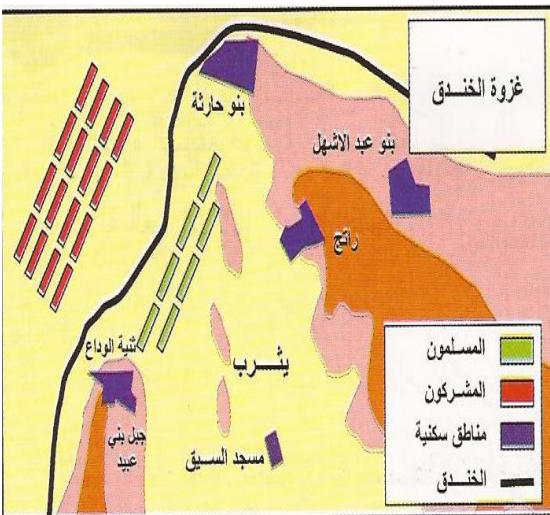 غزوة الخندق
بنو حارثة
بنو عبد الاشهل
راتج
ثنية الوداع
يثرب
جبل بني
عبيد
مسجد السبق
المسلمون
المشركون
مناطق سكنية
الخندق